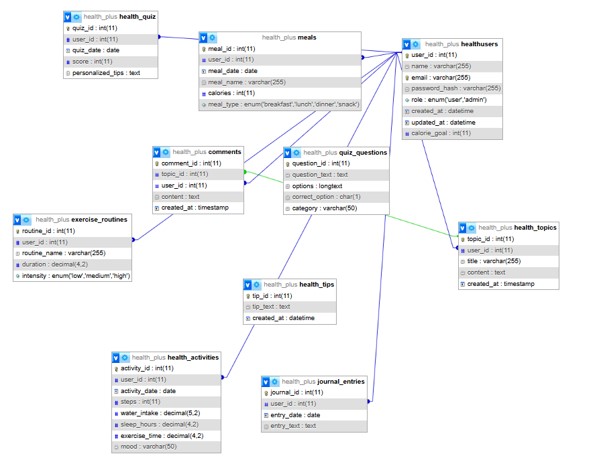 health_plus health_quiz
quiz_id : int(11)
user_id : int(11)
quiz_date : date
score : int(11)
personalized_tips : text
health_plus meals
meal_id : int(11)
user_id : int(11)
meal_date : date
meal_name : varchar(255)
calories : int(11)
meal_type : enum('breakfast','lunch','dinner','snack')
health_plus healthusers
user_id : int(11)
name : varchar(255)
email : varchar(255)
password_hash : varchar(255)
role : enum('user','admin')
created_at : datetime
updated_at : datetime
calorie_goal : int(11)
health_plus comments
comment_id : int(11)
topic_id : int(11)
user_id : int(11)
content : text
created_at : timestamp
health_plus quiz_questions
question_id : int(11)
question_text : text
options : longtext
correct_option : char(1)
category : varchar(50)
health_plus exercise_routines
routine_id : int(11)
user_id : int(11)
routine_name : varchar(255)
duration : decimal(4,2)
intensity : enum('low','medium','high')
health_plus health_topics
topic_id : int(11)
user_id : int(11)
title : varchar(255)
content : text
created_at : timestamp
health_plus health_tips
tip_id : int(11)
tip_text : text
created_at : datetime
health_plus health_activities
activity_id : int(11)
user_id : int(11)
activity_date : date
steps : int(11)
water_intake : decimal(5,2)
sleep_hours : decimal(4,2)
exercise_time : decimal(4,2)
mood : varchar(50)
health_plus journal_entries
journal_id : int(11)
user_id : int(11)
entry_date : date
entry_text : text